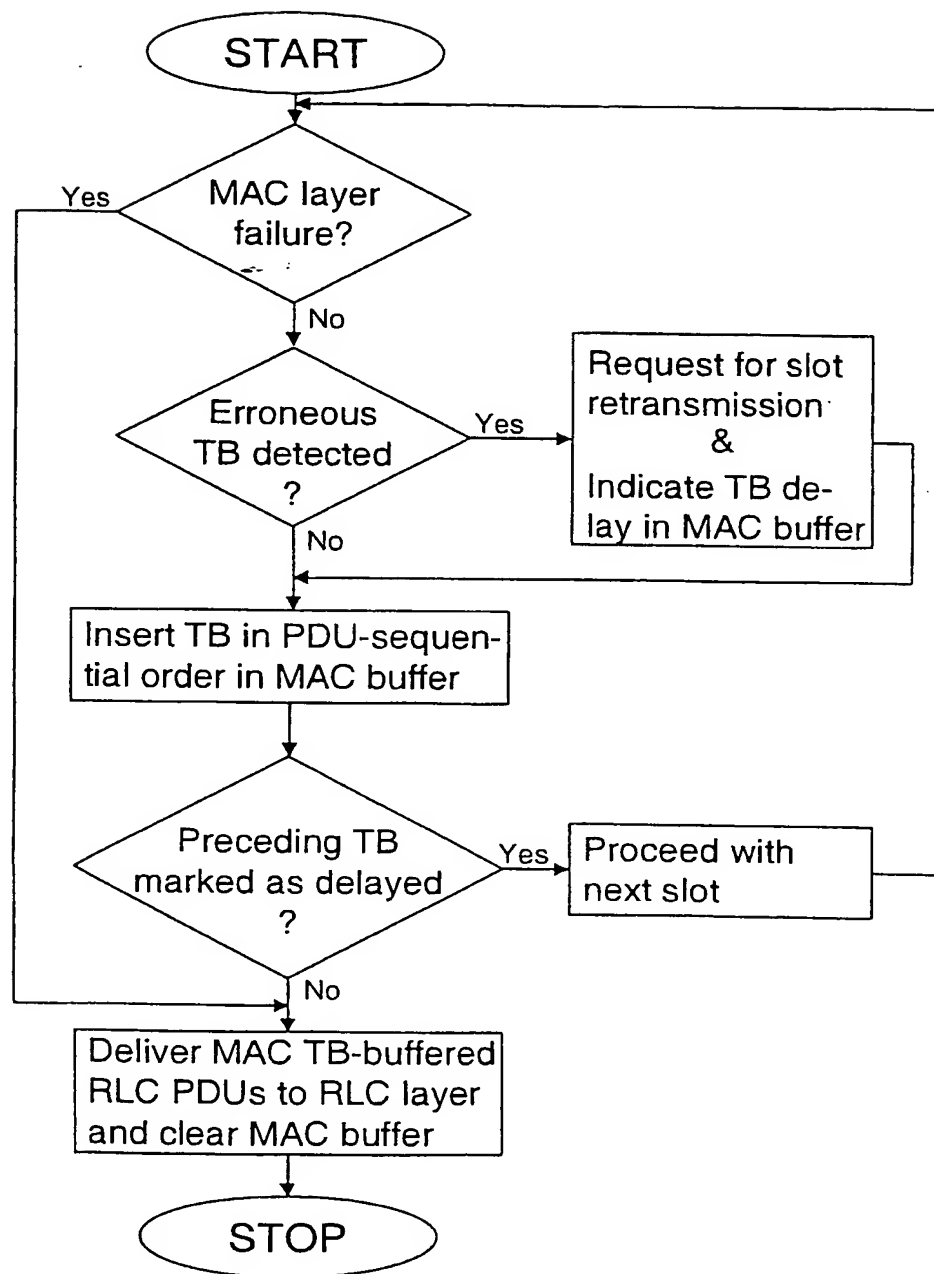 START
MAC layer
failure?
Yes
No
Erroneous
TB detected
?
Yes
Request for slot
retransmission
&
Indicate TB de-
lay in MAC buffer
No
Insert TB in PDU-sequen-
tial order in MAC buffer
Preceding TB
marked as delayed
?
Yes
Proceed with
next slot
No
Deliver MAC TB-buffered
RLC PDUs to RLC layer
and clear MAC buffer
STOP